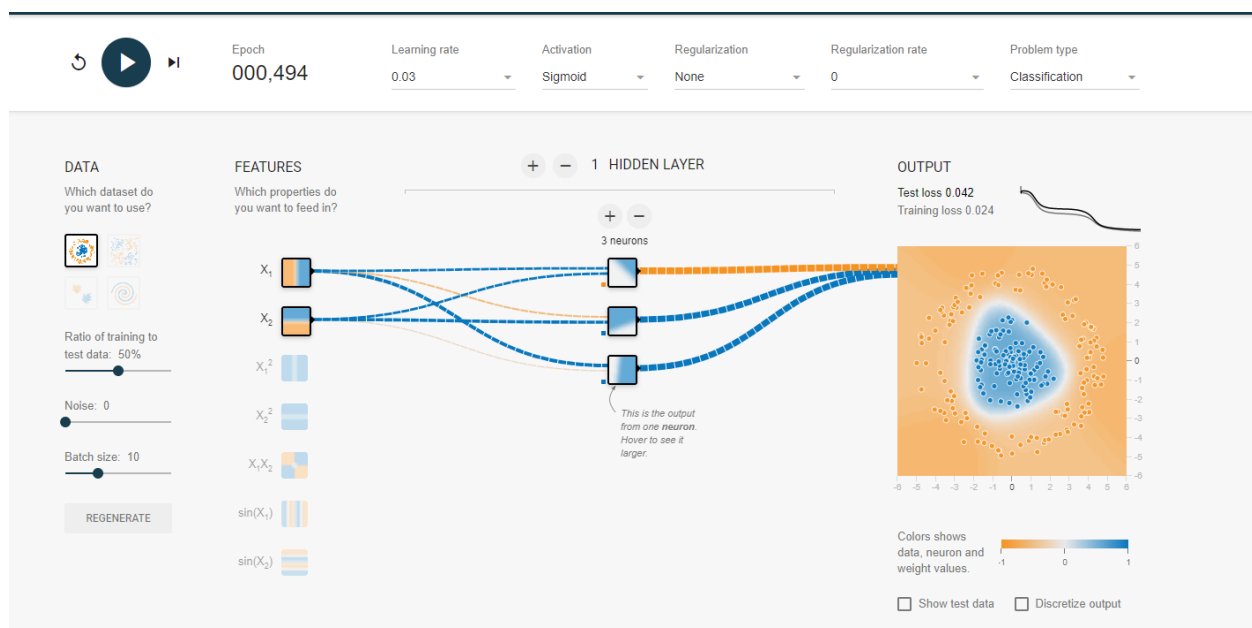 Epoch
000,494
Learning rate
0.03
Activation
Sigmoid
Regularization
None
Regularization rate
0
Problem type
Classification
DATA
Which dataset do
you want to use?
Ratio of training to
test data: 50%
Noise: 0
Batch size: 10
REGENERATE
FEATURES
Which properties do
you want to feed in?
X₁
X₂
X₁²
X₂²
X₁X₂
sin(X₁)
sin(X₂)
+ − 1 HIDDEN LAYER
+ −
3 neurons
This is the output
from one neuron.
Hover to see it
larger.
OUTPUT
Test loss 0.042
Training loss 0.024
6
5
4
3
2
1
0
-1
-2
-3
-4
-5
-6
-6 -5 -4 -3 -2 -1 0 1 2 3 4 5 6
Colors shows
data, neuron and
weight values.
-1 0 1
Show test data
Discretize output